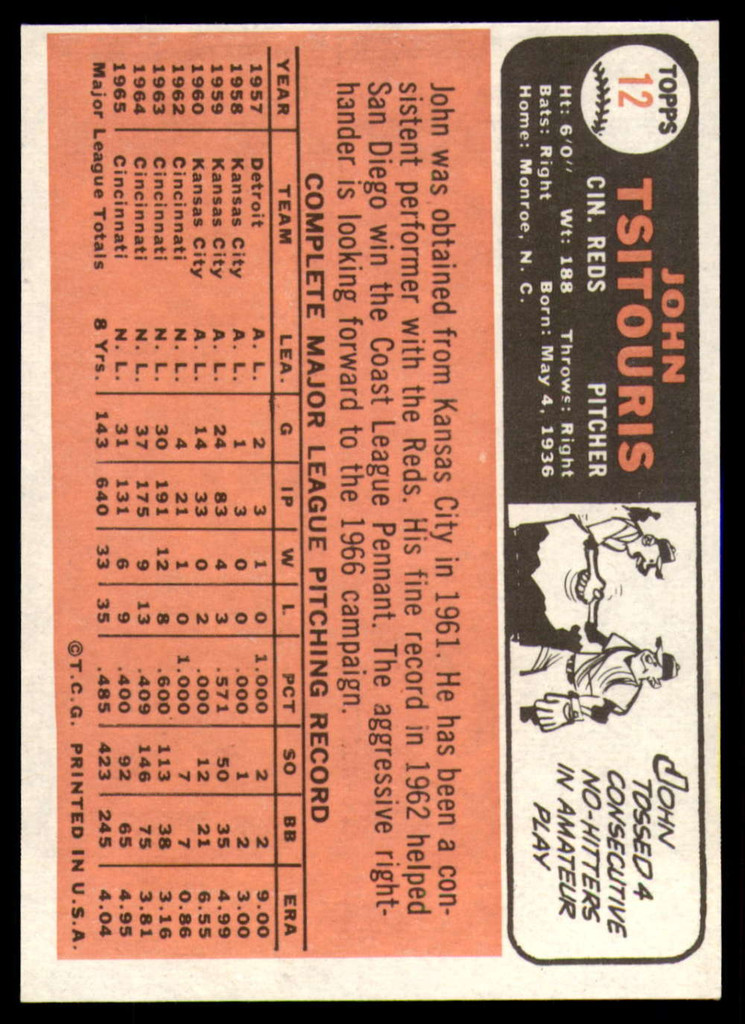 TOPPS
12
JOHN
TSITOURIS
CIN. REDS PITCHER
Ht: 6'0" Wt: 188 Throws: Right
Bats: Right Born: May 4, 1936
Home: Monroe, N. C.
JOHN
TOSSED 4
CONSECUTIVE
NO-HITTERS
IN AMATEUR
PLAY
John was obtained from Kansas City in 1961. He has been a con-
sistent performer with the Reds. His fine record in 1962 helped
San Diego win the Coast League Pennant. The aggressive right-
hander is looking forward to the 1966 campaign.
COMPLETE MAJOR LEAGUE PITCHING RECORD
YEAR TEAM LEA. G IP W L PCT SO BB ERA
1957 Detroit A. L. 2 3 1 0 1.000 2 2 9.00
1958 Kansas City A. L. 1 3 0 0 .000 1 2 3.00
1959 Kansas City A. L. 24 83 4 3 .571 50 35 4.99
1960 Kansas City A. L. 14 33 0 2 .000 12 21 6.55
1962 Cincinnati N. L. 4 21 1 0 1.000 7 7 0.86
1963 Cincinnati N. L. 30 191 12 8 .600 113 38 3.16
1964 Cincinnati N. L. 37 175 9 13 .409 146 75 3.81
1965 Cincinnati N. L. 31 131 6 9 .400 92 65 4.95
Major League Totals 8 Yrs. 143 640 33 35 .485 423 245 4.04
©T.C.G. PRINTED IN U.S.A.